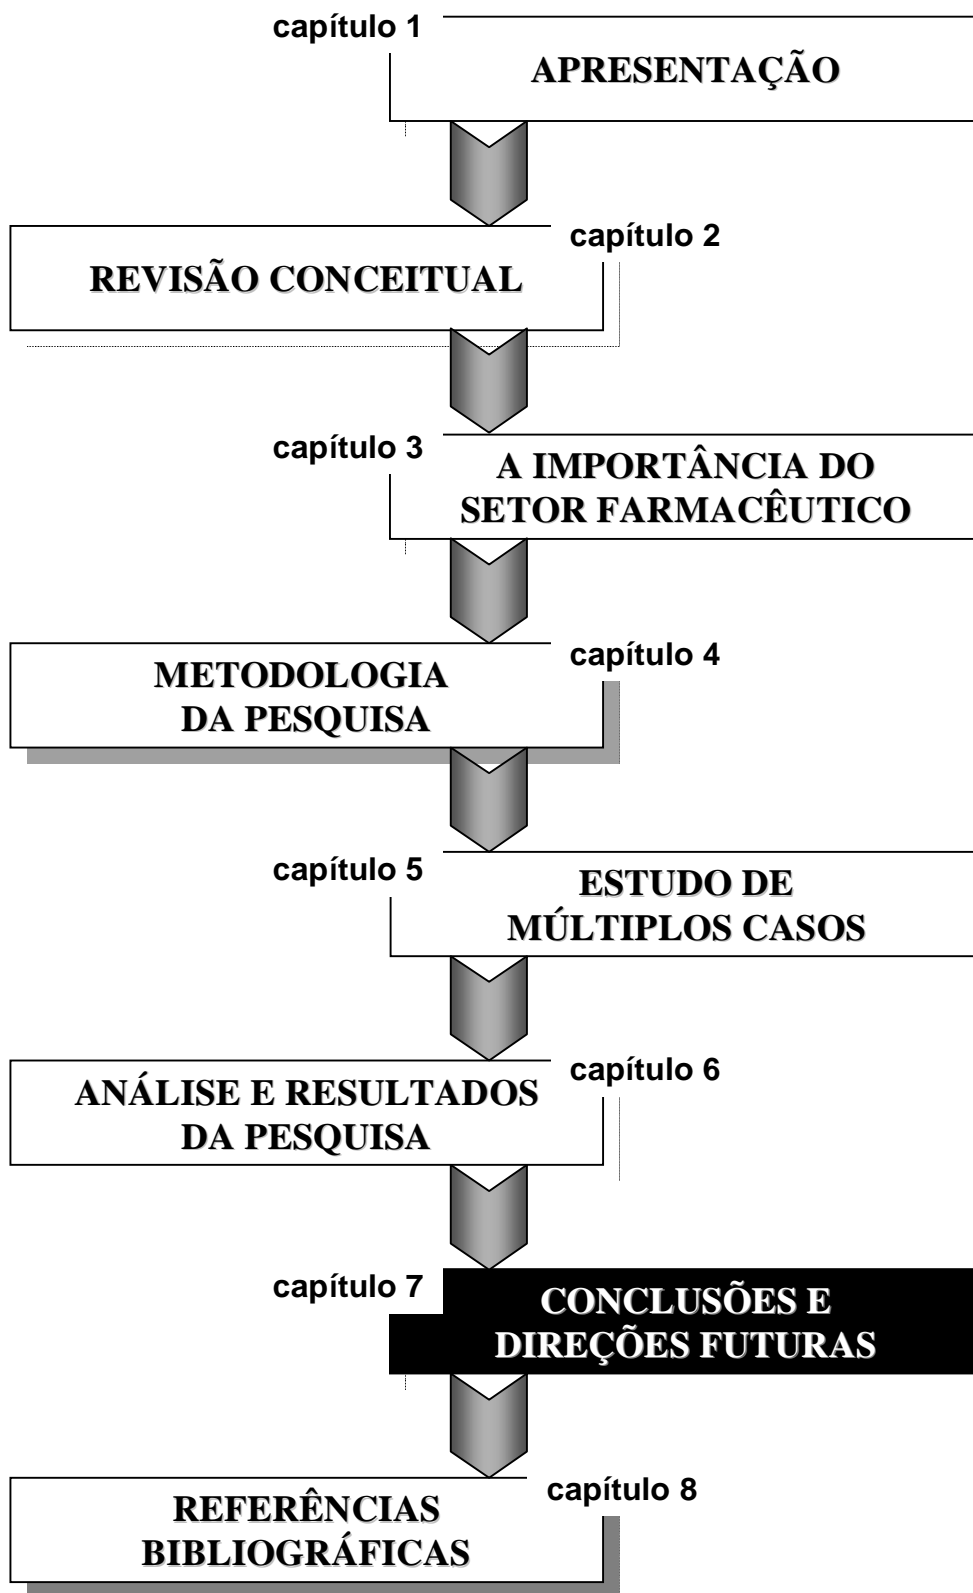 capítulo 1
APRESENTAÇÃO
capítulo 2
REVISÃO CONCEITUAL
capítulo 3
A IMPORTÂNCIA DO
SETOR FARMACÊUTICO
capítulo 4
METODOLOGIA
DA PESQUISA
capítulo 5
ESTUDO DE
MÚLTIPLOS CASOS
capítulo 6
ANÁLISE E RESULTADOS
DA PESQUISA
capítulo 7
CONCLUSÕES E
DIREÇÕES FUTURAS
capítulo 8
REFERÊNCIAS
BIBLIOGRÁFICAS